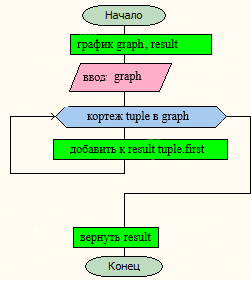 Начало
график graph, result
ввод: graph
кортеж tuple в graph
добавить к result tuple.first
вернуть result
Конец